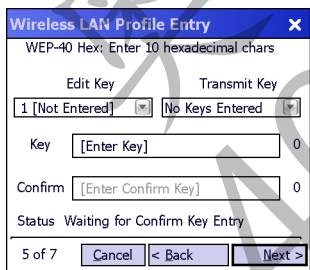 Wireless LAN Profile Entry X
WEP-40 Hex: Enter 10 hexadecimal chars
Edit Key Transmit Key
1 [Not Entered] No Keys Entered
Key [Enter Key] 0
Confirm [Enter Confirm Key] 0
Status Waiting for Confirm Key Entry
5 of 7 Cancel < Back Next >